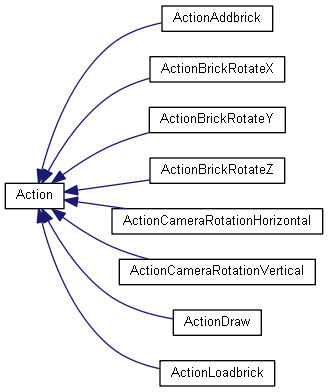 ActionAddbrick
ActionBrickRotateX
ActionBrickRotateY
ActionBrickRotateZ
Action
ActionCameraRotationHorizontal
ActionCameraRotationVertical
ActionDraw
ActionLoadbrick